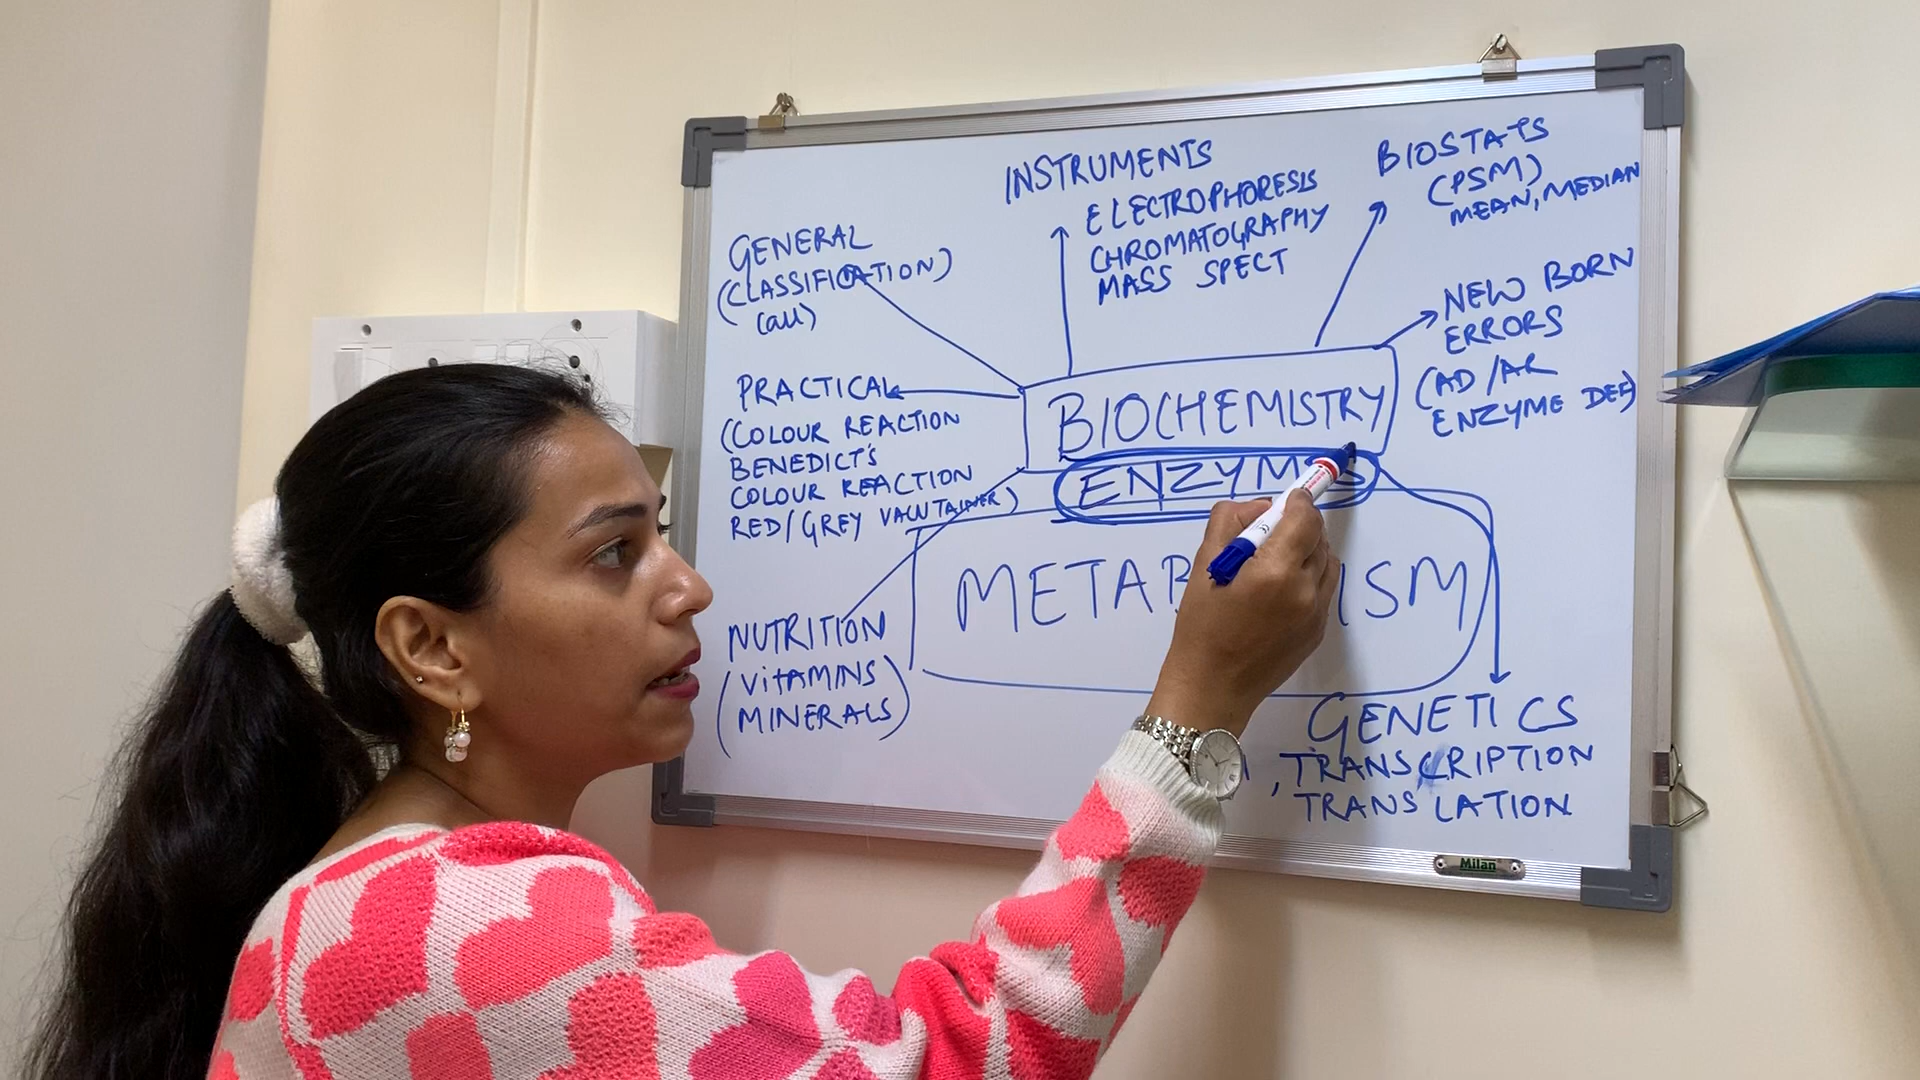 INSTRUMENTS
ELECTROPHORESIS
CHROMATOGRAPHY
MASS SPECT
BIOSTATS
(PSM)
MEAN, MEDIAN
GENERAL
(CLASSIFICATION)
(all)
NEW BORN
ERRORS
(AD/AR
ENZYME DEF)
PRACTICAL
(COLOUR REACTION
BENEDICT'S
COLOUR REACTION
RED/GREY VACUTAINER)
BIOCHEMISTRY
ENZYMES
METAB ISM
NUTRITION
(VITAMINS
MINERALS)
GENETICS
, TRANSCRIPTION
TRANSLATION
Milan